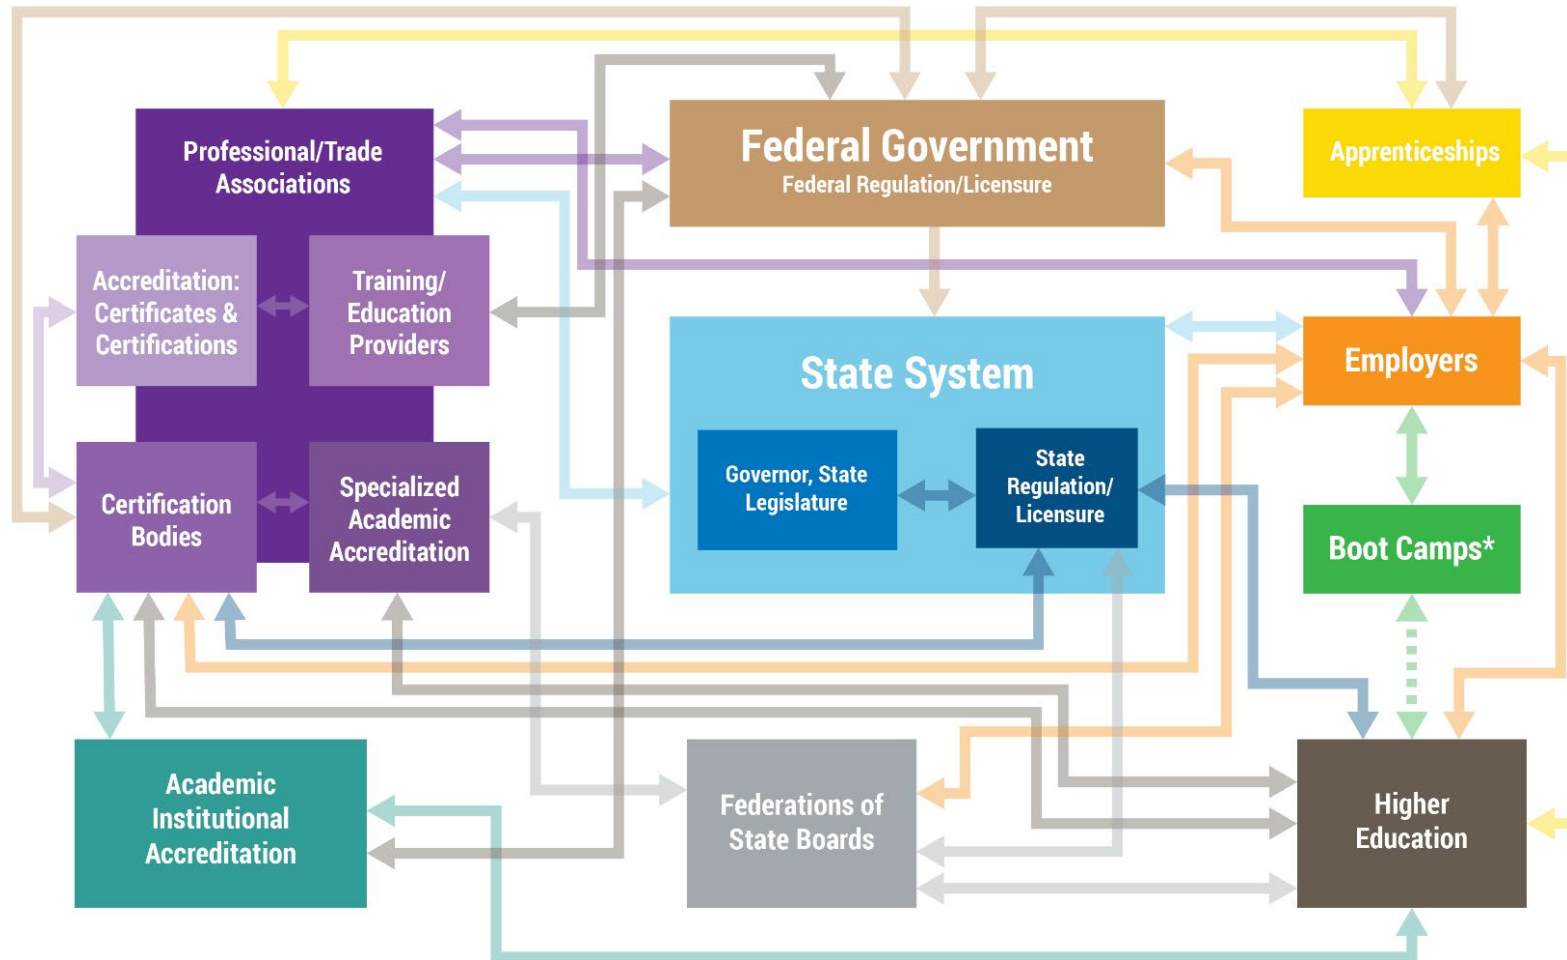 Professional/Trade
Associations
Federal Government
Federal Regulation/Licensure
Apprenticeships
Accreditation:
Certificates &
Certifications
Training/
Education
Providers
State System
Employers
Governor, State
Legislature
State
Regulation/
Licensure
Certification
Bodies
Specialized
Academic
Accreditation
Boot Camps*
Academic
Institutional
Accreditation
Federations of
State Boards
Higher
Education